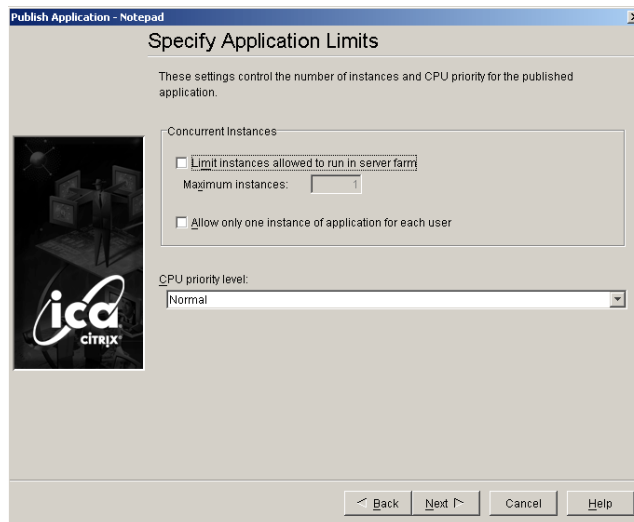 Publish Application - Notepad
Specify Application Limits
These settings control the number of instances and CPU priority for the published
application.
Concurrent Instances
Limit instances allowed to run in server farm
Maximum instances: 1
Allow only one instance of application for each user
CPU priority level:
Normal
ica
CITRIX
Back Next Cancel Help